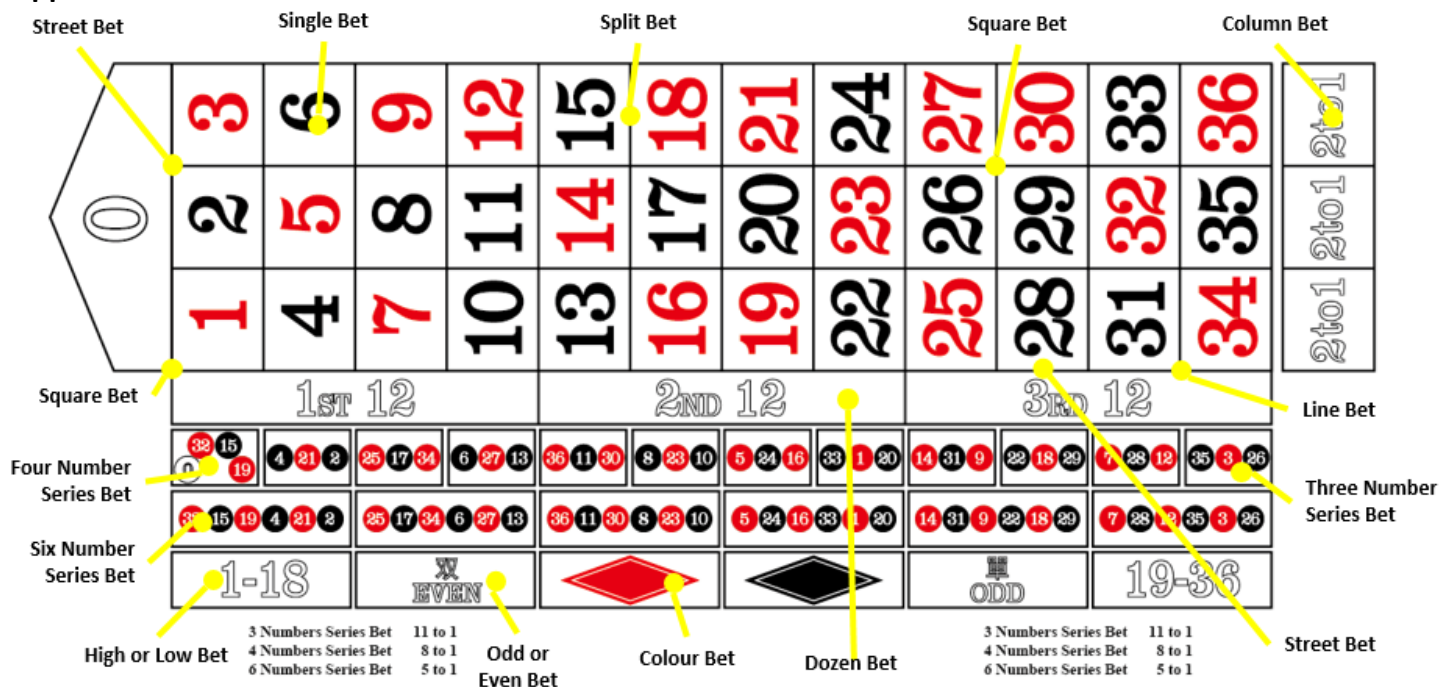 Street Bet
Single Bet
Split Bet
Square Bet
Column Bet
3 6 9 12 15 18 21 24 27 30 33 36 2to1
0
2 5 8 11 14 17 20 23 26 29 32 35 2to1
1 4 7 10 13 16 19 22 25 28 31 34 2to1
Square Bet
1ST 12
2ND 12
3RD 12
Line Bet
Four Number
Series Bet
0 32 15 19
4 21 2
25 17 34
6 27 13
36 11 30
8 23 10
5 24 16
33 1 20
14 31 9
22 18 29
7 28 12
35 3 26
Three Number
Series Bet
Six Number
Series Bet
32 15 19 4 21 2
25 17 34 6 27 13
36 11 30 8 23 10
5 24 16 33 1 20
14 31 9 22 18 29
7 28 12 35 3 26
1-18
双
EVEN
單
ODD
19-36
High or Low Bet
3 Numbers Series Bet 11 to 1
4 Numbers Series Bet 8 to 1
6 Numbers Series Bet 5 to 1
Odd or
Even Bet
Colour Bet
Dozen Bet
3 Numbers Series Bet 11 to 1
4 Numbers Series Bet 8 to 1
6 Numbers Series Bet 5 to 1
Street Bet